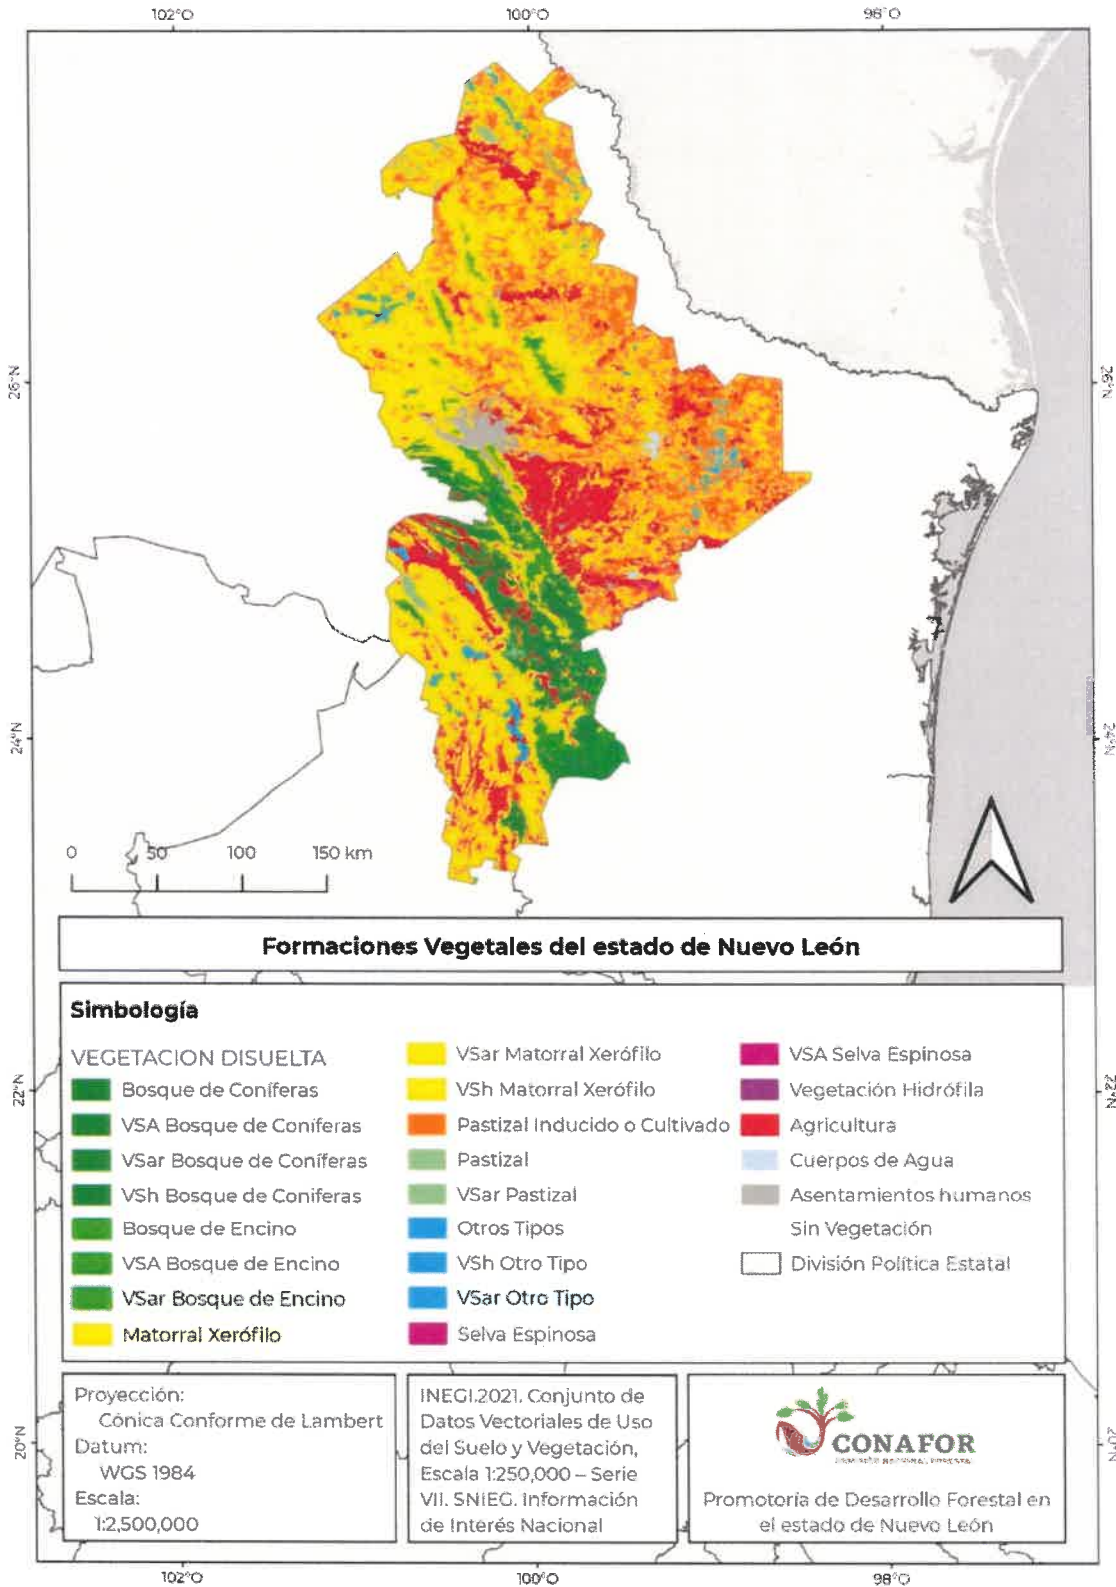 102°O
100°O
98°O
26°N
26°N
24°N
24°N
0 50 100 150 km
Formaciones Vegetales del estado de Nuevo León
Simbología
VEGETACION DISUELTA
Bosque de Coníferas
VSA Bosque de Coníferas
VSar Bosque de Coníferas
VSh Bosque de Coniferas
Bosque de Encino
VSA Bosque de Encino
VSar Bosque de Encino
Matorral Xerófilo
VSar Matorral Xerófilo
VSh Matorral Xerófilo
Pastizal Inducido o Cultivado
Pastizal
VSar Pastizal
Otros Tipos
VSh Otro Tipo
VSar Otro Tipo
Selva Espinosa
VSA Selva Espinosa
Vegetación Hidrófila
Agricultura
Cuerpos de Agua
Asentamientos humanos
Sin Vegetación
División Política Estatal
22°N
22°N
20°N
20°N
Proyección:
Cónica Conforme de Lambert
Datum:
WGS 1984
Escala:
1:2,500,000
INEGI.2021. Conjunto de
Datos Vectoriales de Uso
del Suelo y Vegetación,
Escala 1:250,000 – Serie
VII. SNIEG. Información
de Interés Nacional
CONAFOR
COMISIÓN NACIONAL FORESTAL
Promotoría de Desarrollo Forestal en
el estado de Nuevo León
102°O
100°O
98°O